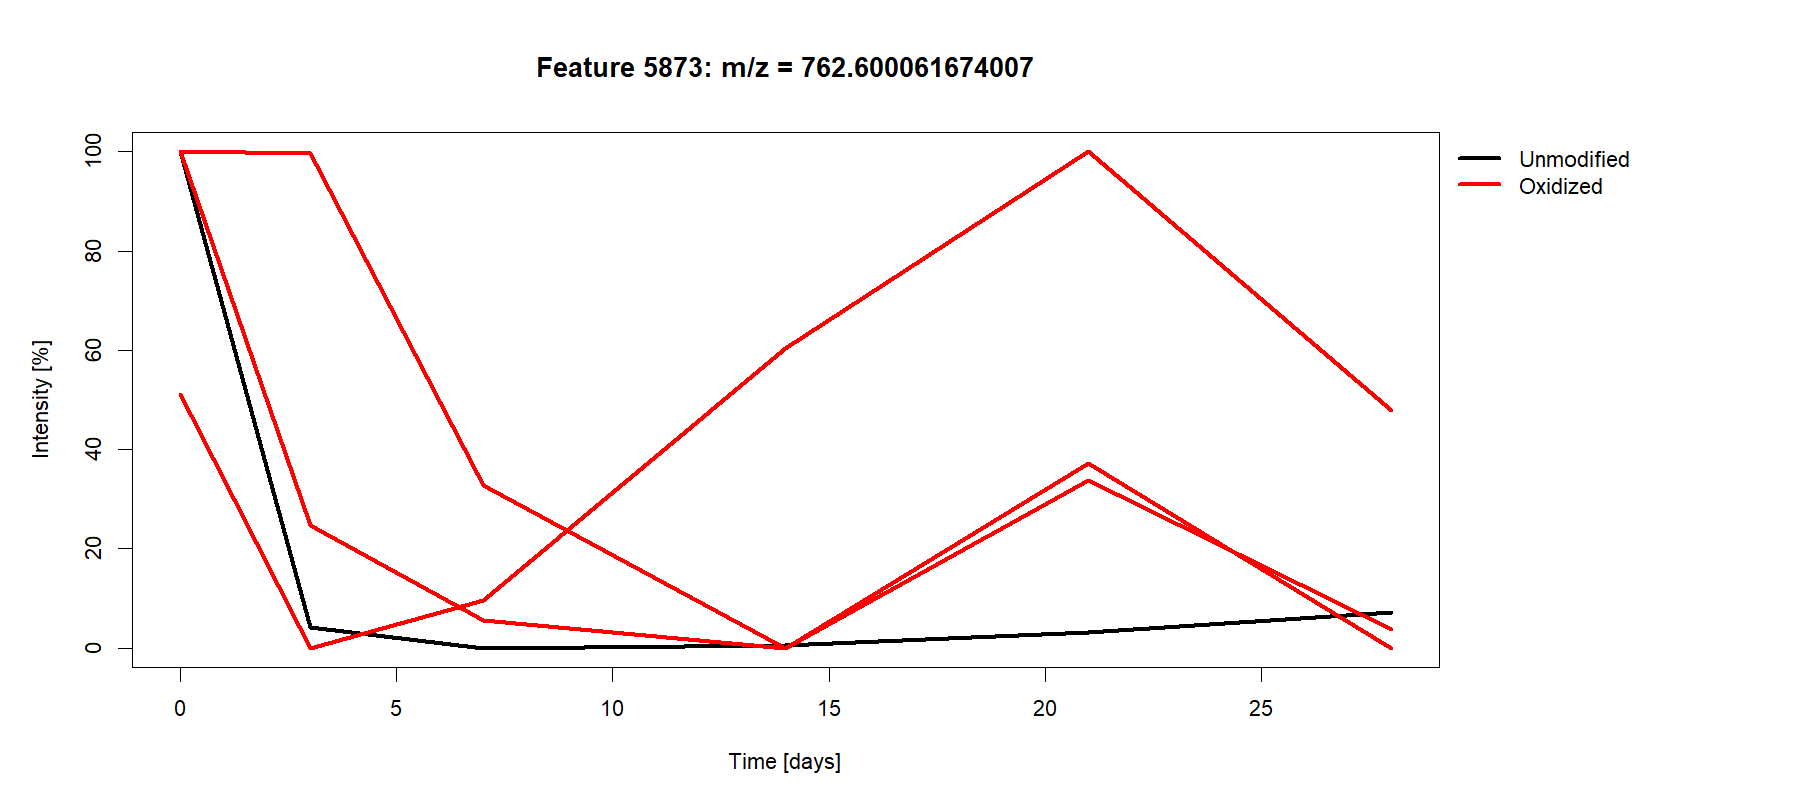 Feature 5873: m/z = 762.600061674007
Unmodified
Oxidized
Intensity [%]
100
80
60
40
20
0
0 5 10 15 20 25
Time [days]